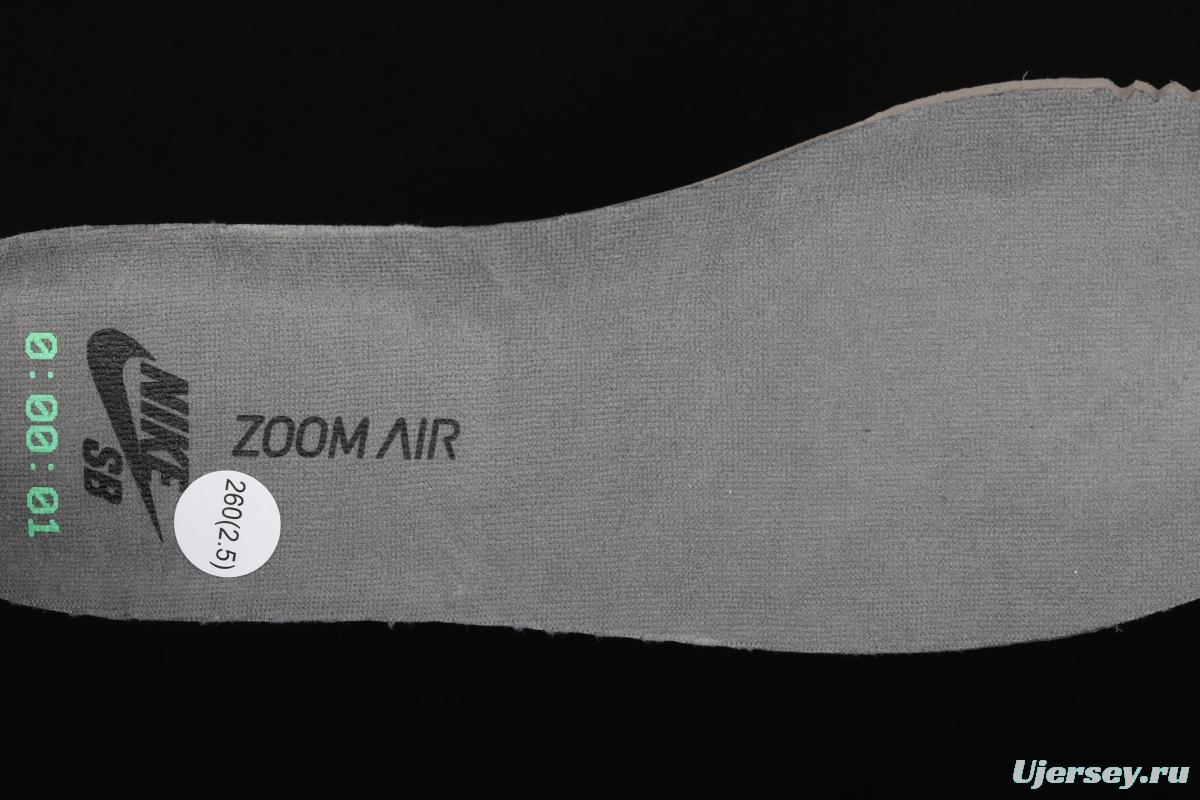 0:00:01
NIKE
SB
ZOOM AIR
260(2.5)
Ujersey.ru